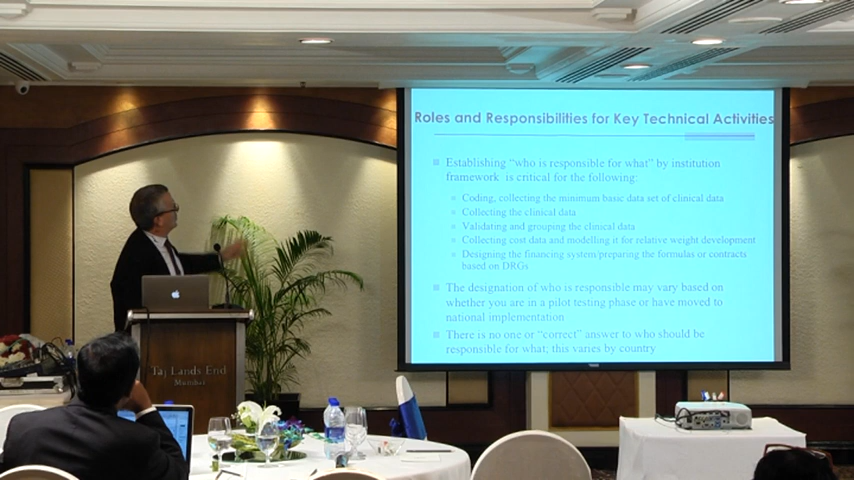 Roles and Responsibilities for Key Technical Activities
Establishing "who is responsible for what" by institution
framework is critical for the following:
Coding, collecting the minimum basic data set of clinical data
Collecting the clinical data
Validating and grouping the clinical data
Collecting cost data and modelling it for relative weight development
Designing the financing system/preparing the formulas or contracts
based on DRGs
The designation of who is responsible may vary based on
whether you are in a pilot testing phase or have moved to
national implementation
There is no one or "correct" answer to who should be
responsible for what; this varies by country
Taj Lands End
Mumbai